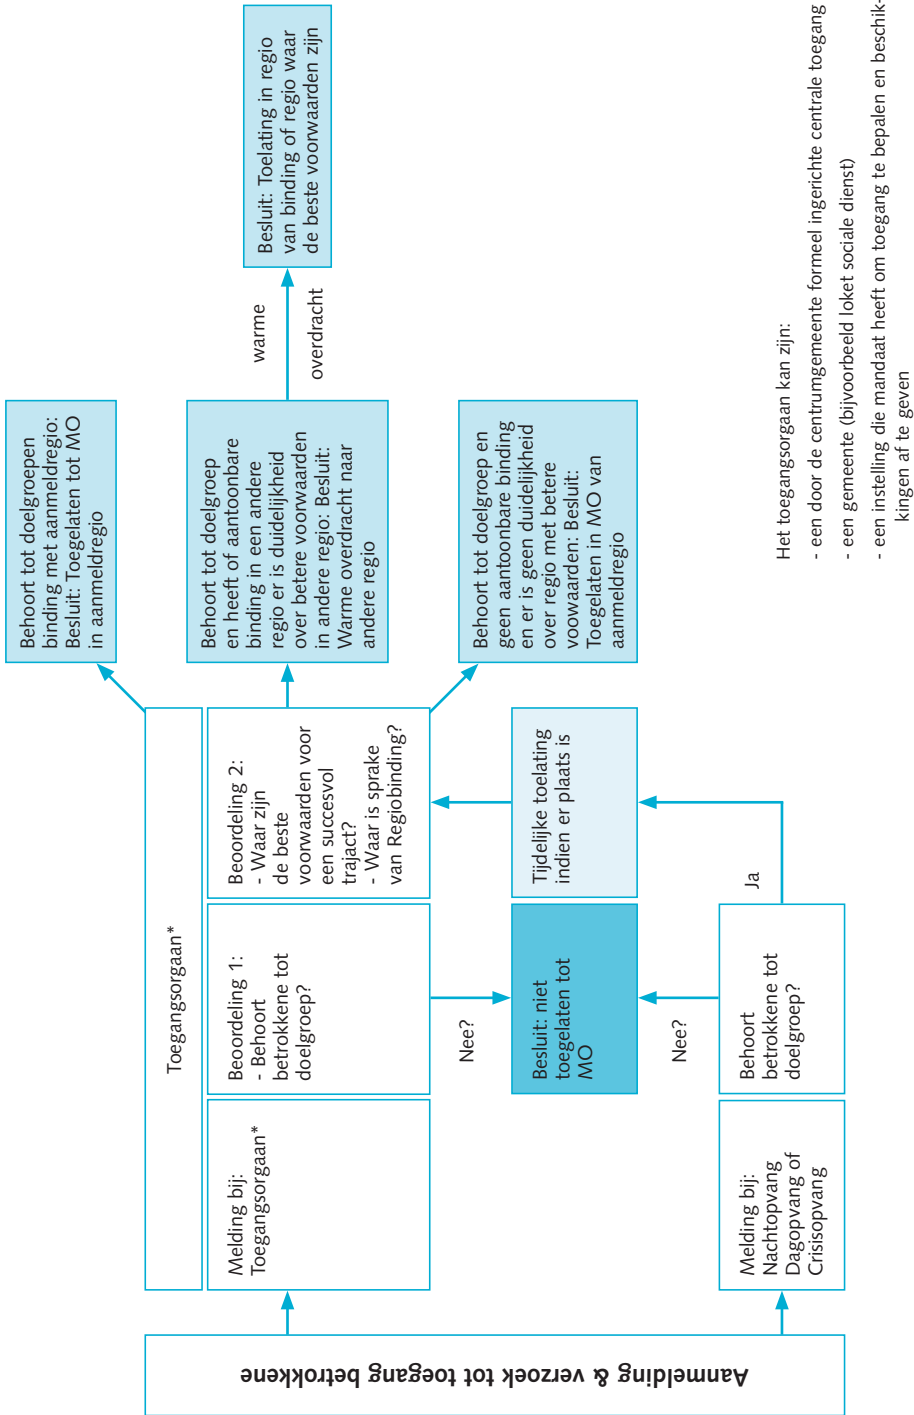 Aanmelding & verzoek tot toegang betrokkene
Toegangsorgaan*
Melding bij:
Toegangsorgaan*
Beoordeling 1:
- Behoort
betrokkene tot
doelgroep?
Beoordeling 2:
- Waar zijn
de beste
voorwaarden voor
een succesvol
trajact?
- Waar is sprake
van Regiobinding?
Nee?
Besluit: niet
toegelaten tot
MO
Tijdelijke toelating
indien er plaats is
Nee?
Ja
Melding bij:
Nachtopvang
Dagopvang of
Crisisopvang
Behoort
betrokkene tot
doelgroep?
Behoort tot doelgroepen
binding met aanmeldregio:
Besluit: Toegelaten tot MO
in aanmeldregio
Behoort tot doelgroep
en heeft of aantoonbare
binding in een andere
regio er is duidelijkheid
over betere voorwaarden
in andere regio: Besluit:
Warme overdracht naar
andere regio
Behoort tot doelgroep en
geen aantoonbare binding
en er is geen duidelijkheid
over regio met betere
voowaarden: Besluit:
Toegelaten in MO van
aanmeldregio
warme
overdracht
Besluit: Toelating in regio
van binding of regio waar
de beste voorwaarden zijn
Het toegangsorgaan kan zijn:
- een door de centrumgemeente formeel ingerichte centrale toegang
- een gemeente (bijvoorbeeld loket sociale dienst)
- een instelling die mandaat heeft om toegang te bepalen en beschik-
kingen af te geven